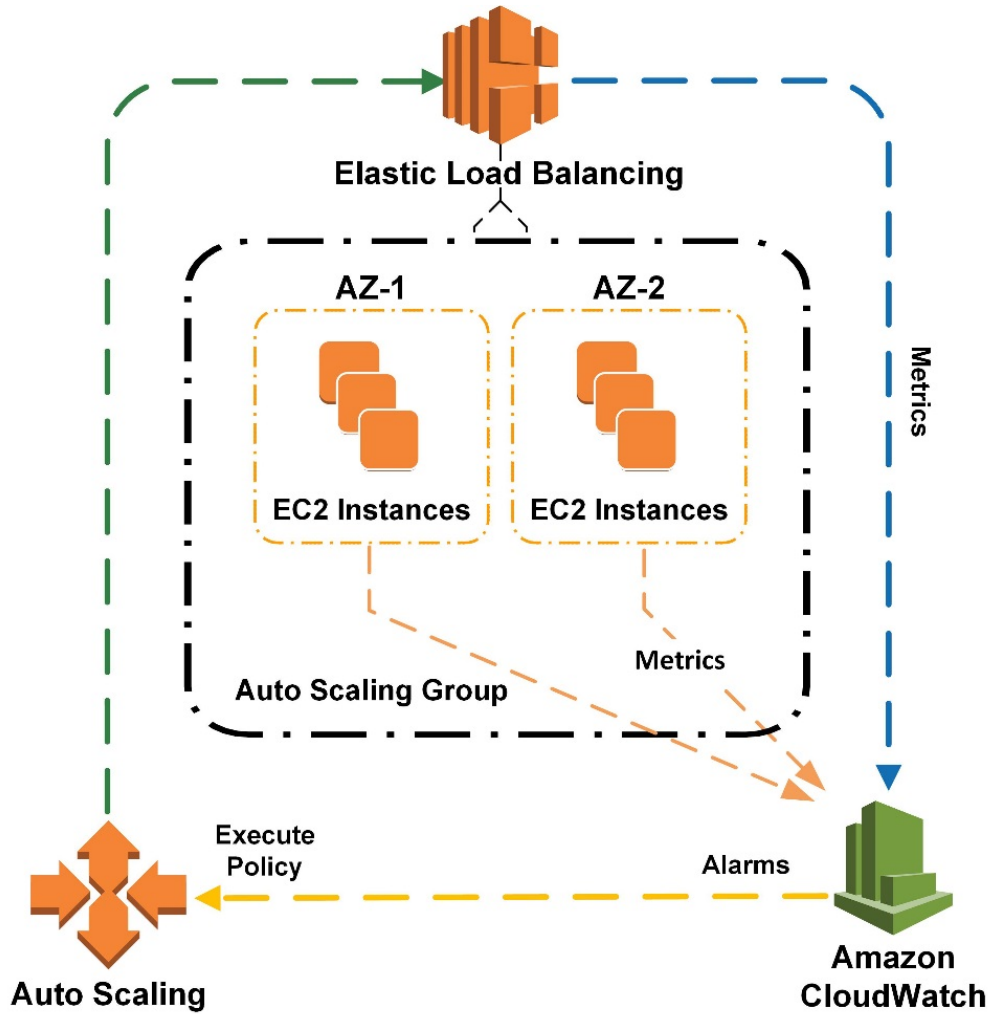 Elastic Load Balancing
AZ-1
AZ-2
EC2 Instances
EC2 Instances
Metrics
Metrics
Auto Scaling Group
Execute
Policy
Alarms
Auto Scaling
Amazon
CloudWatch